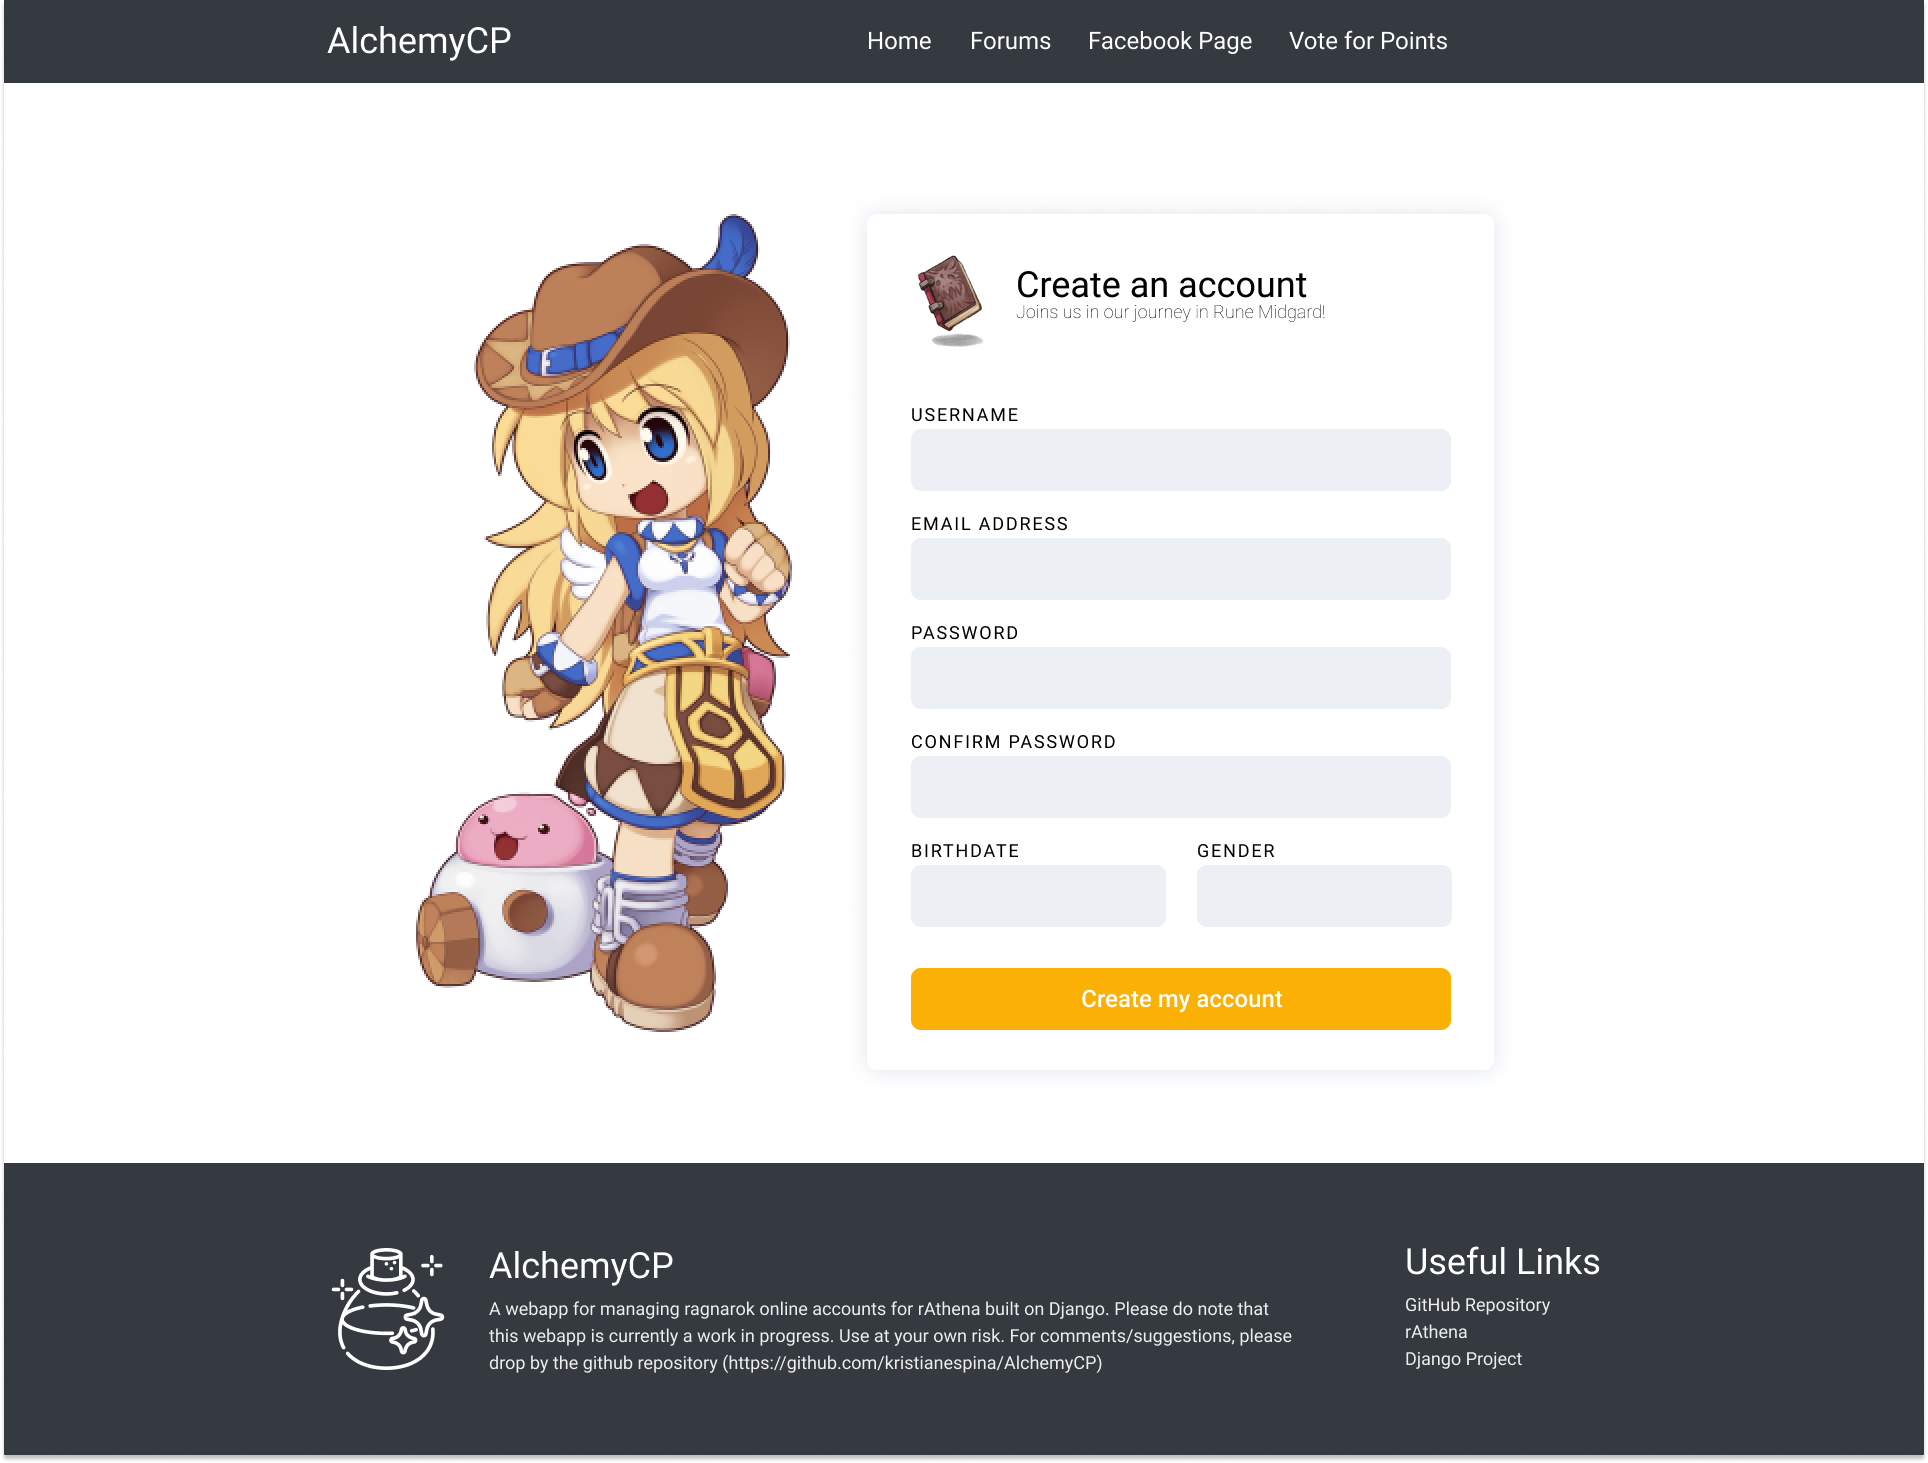 AlchemyCP
Home Forums Facebook Page Vote for Points
Create an account
Joins us in our journey in Rune Midgard!
USERNAME
EMAIL ADDRESS
PASSWORD
CONFIRM PASSWORD
BIRTHDATE GENDER
Create my account
AlchemyCP
A webapp for managing ragnarok online accounts for rAthena built on Django. Please do note that
this webapp is currently a work in progress. Use at your own risk. For comments/suggestions, please
drop by the github repository (https://github.com/kristianespina/AlchemyCP)
Useful Links
GitHub Repository
rAthena
Django Project